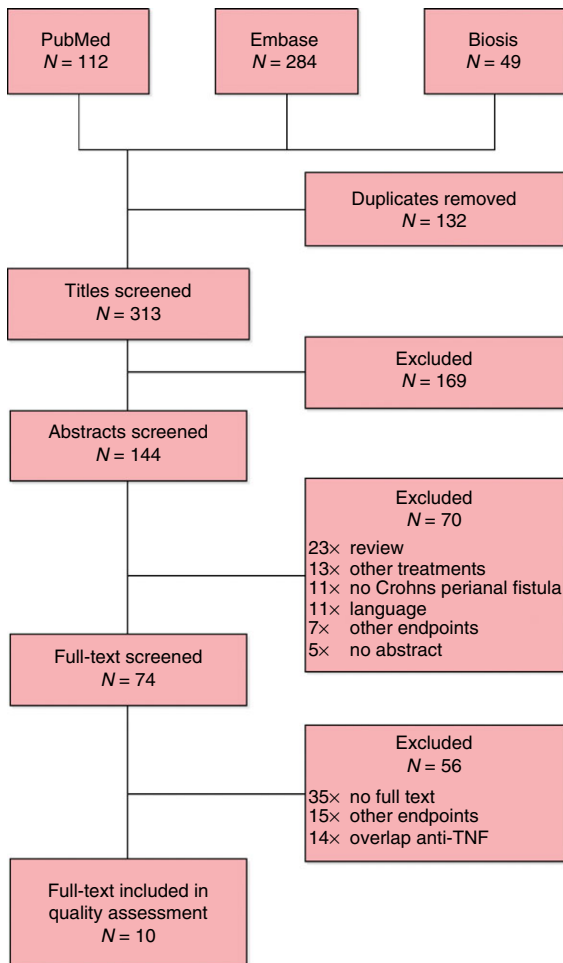 PubMed
N = 112
Embase
N = 284
Biosis
N = 49
Duplicates removed
N = 132
Titles screened
N = 313
Excluded
N = 169
Abstracts screened
N = 144
Excluded
N = 70
23× review
13× other treatments
11× no Crohns perianal fistula
11× language
7× other endpoints
5× no abstract
Full-text screened
N = 74
Excluded
N = 56
35× no full text
15× other endpoints
14× overlap anti-TNF
Full-text included in
quality assessment
N = 10